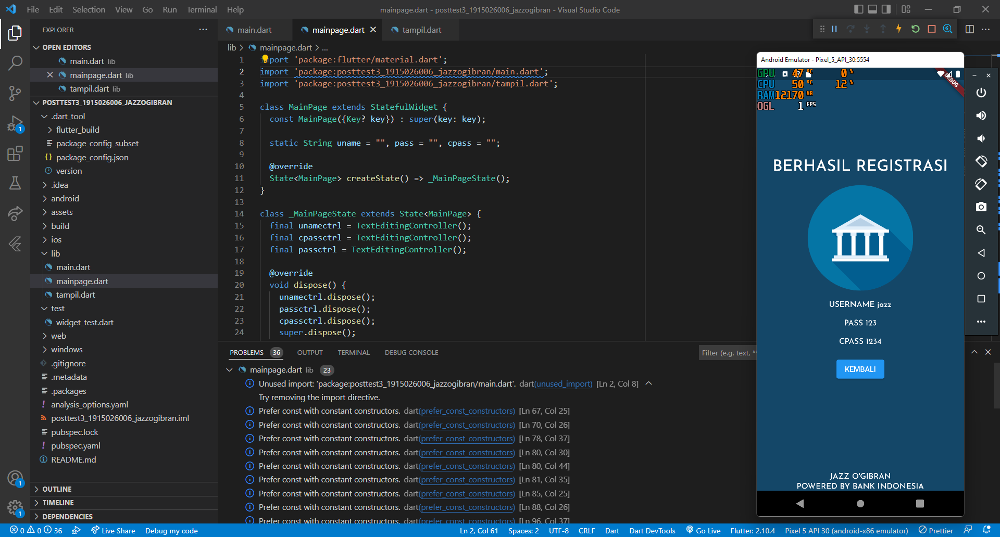 File Edit Selection View Go Run Terminal Help
mainpage.dart - posttest3_1915026006_jazzogibran - Visual Studio Code
EXPLORER
OPEN EDITORS
main.dart lib
mainpage.dart lib
tampil.dart lib
POSTTEST3_1915026006_JAZZOGIBRAN
.dart_tool
flutter_build
package_config_subset
{} package_config.json
version
.idea
android
assets
build
ios
lib
main.dart
mainpage.dart
tampil.dart
test
widget_test.dart
web
windows
.gitignore
.metadata
.packages
! analysis_options.yaml
posttest3_1915026006_jazzogibran.iml
pubspec.lock
! pubspec.yaml
README.md
OUTLINE
TIMELINE
DEPENDENCIES
1
1
1
main.dart mainpage.dart tampil.dart
lib > mainpage.dart > ...
1 import 'package:flutter/material.dart';
2 import 'package:posttest3_1915026006_jazzogibran/main.dart';
3 import 'package:posttest3_1915026006_jazzogibran/tampil.dart';
4
5 class MainPage extends StatefulWidget {
6 const MainPage({Key? key}) : super(key: key);
7
8 static String uname = "", pass = "", cpass = "";
9
10 @override
11 State<MainPage> createState() => _MainPageState();
12 }
13
14 class _MainPageState extends State<MainPage> {
15 final unamectrl = TextEditingController();
16 final cpassctrl = TextEditingController();
17 final passctrl = TextEditingController();
18
19 @override
20 void dispose() {
21 unamectrl.dispose();
22 passctrl.dispose();
23 cpassctrl.dispose();
24 super.dispose();
PROBLEMS 36 OUTPUT TERMINAL DEBUG CONSOLE
Filter (e.g. text, **
mainpage.dart lib 23
Unused import: 'package:posttest3_1915026006_jazzogibran/main.dart'. dart(unused_import) [Ln 2, Col 8]
Try removing the import directive.
Prefer const with constant constructors. dart(prefer_const_constructors) [Ln 67, Col 25]
Prefer const with constant constructors. dart(prefer_const_constructors) [Ln 70, Col 26]
Prefer const with constant constructors. dart(prefer_const_constructors) [Ln 78, Col 37]
Prefer const with constant constructors. dart(prefer_const_constructors) [Ln 80, Col 30]
Prefer const with constant constructors. dart(prefer_const_constructors) [Ln 80, Col 44]
Prefer const with constant constructors. dart(prefer_const_constructors) [Ln 81, Col 35]
Prefer const with constant constructors. dart(prefer_const_constructors) [Ln 85, Col 25]
Prefer const with constant constructors. dart(prefer_const_constructors) [Ln 88, Col 26]
Prefer const with constant constructors. dart(prefer_const_constructors) [Ln 96, Col 37]
Android Emulator - Pixel_5_API_30:5554
GPU 47 °C 0 %
CPU 50 °C 12 %
RAM 12170 MB
OGL 1 FPS
DEBUG
BERHASIL REGISTRASI
USERNAME jazz
PASS 123
CPASS 1234
KEMBALI
JAZZ O'GIBRAN
POWERED BY BANK INDONESIA
0 0 36 Live Share Debug my code
Ln 2, Col 61 Spaces: 2 UTF-8 CRLF Dart Dart DevTools Go Live Flutter: 2.10.4 Pixel 5 API 30 (android-x86 emulator) Prettier